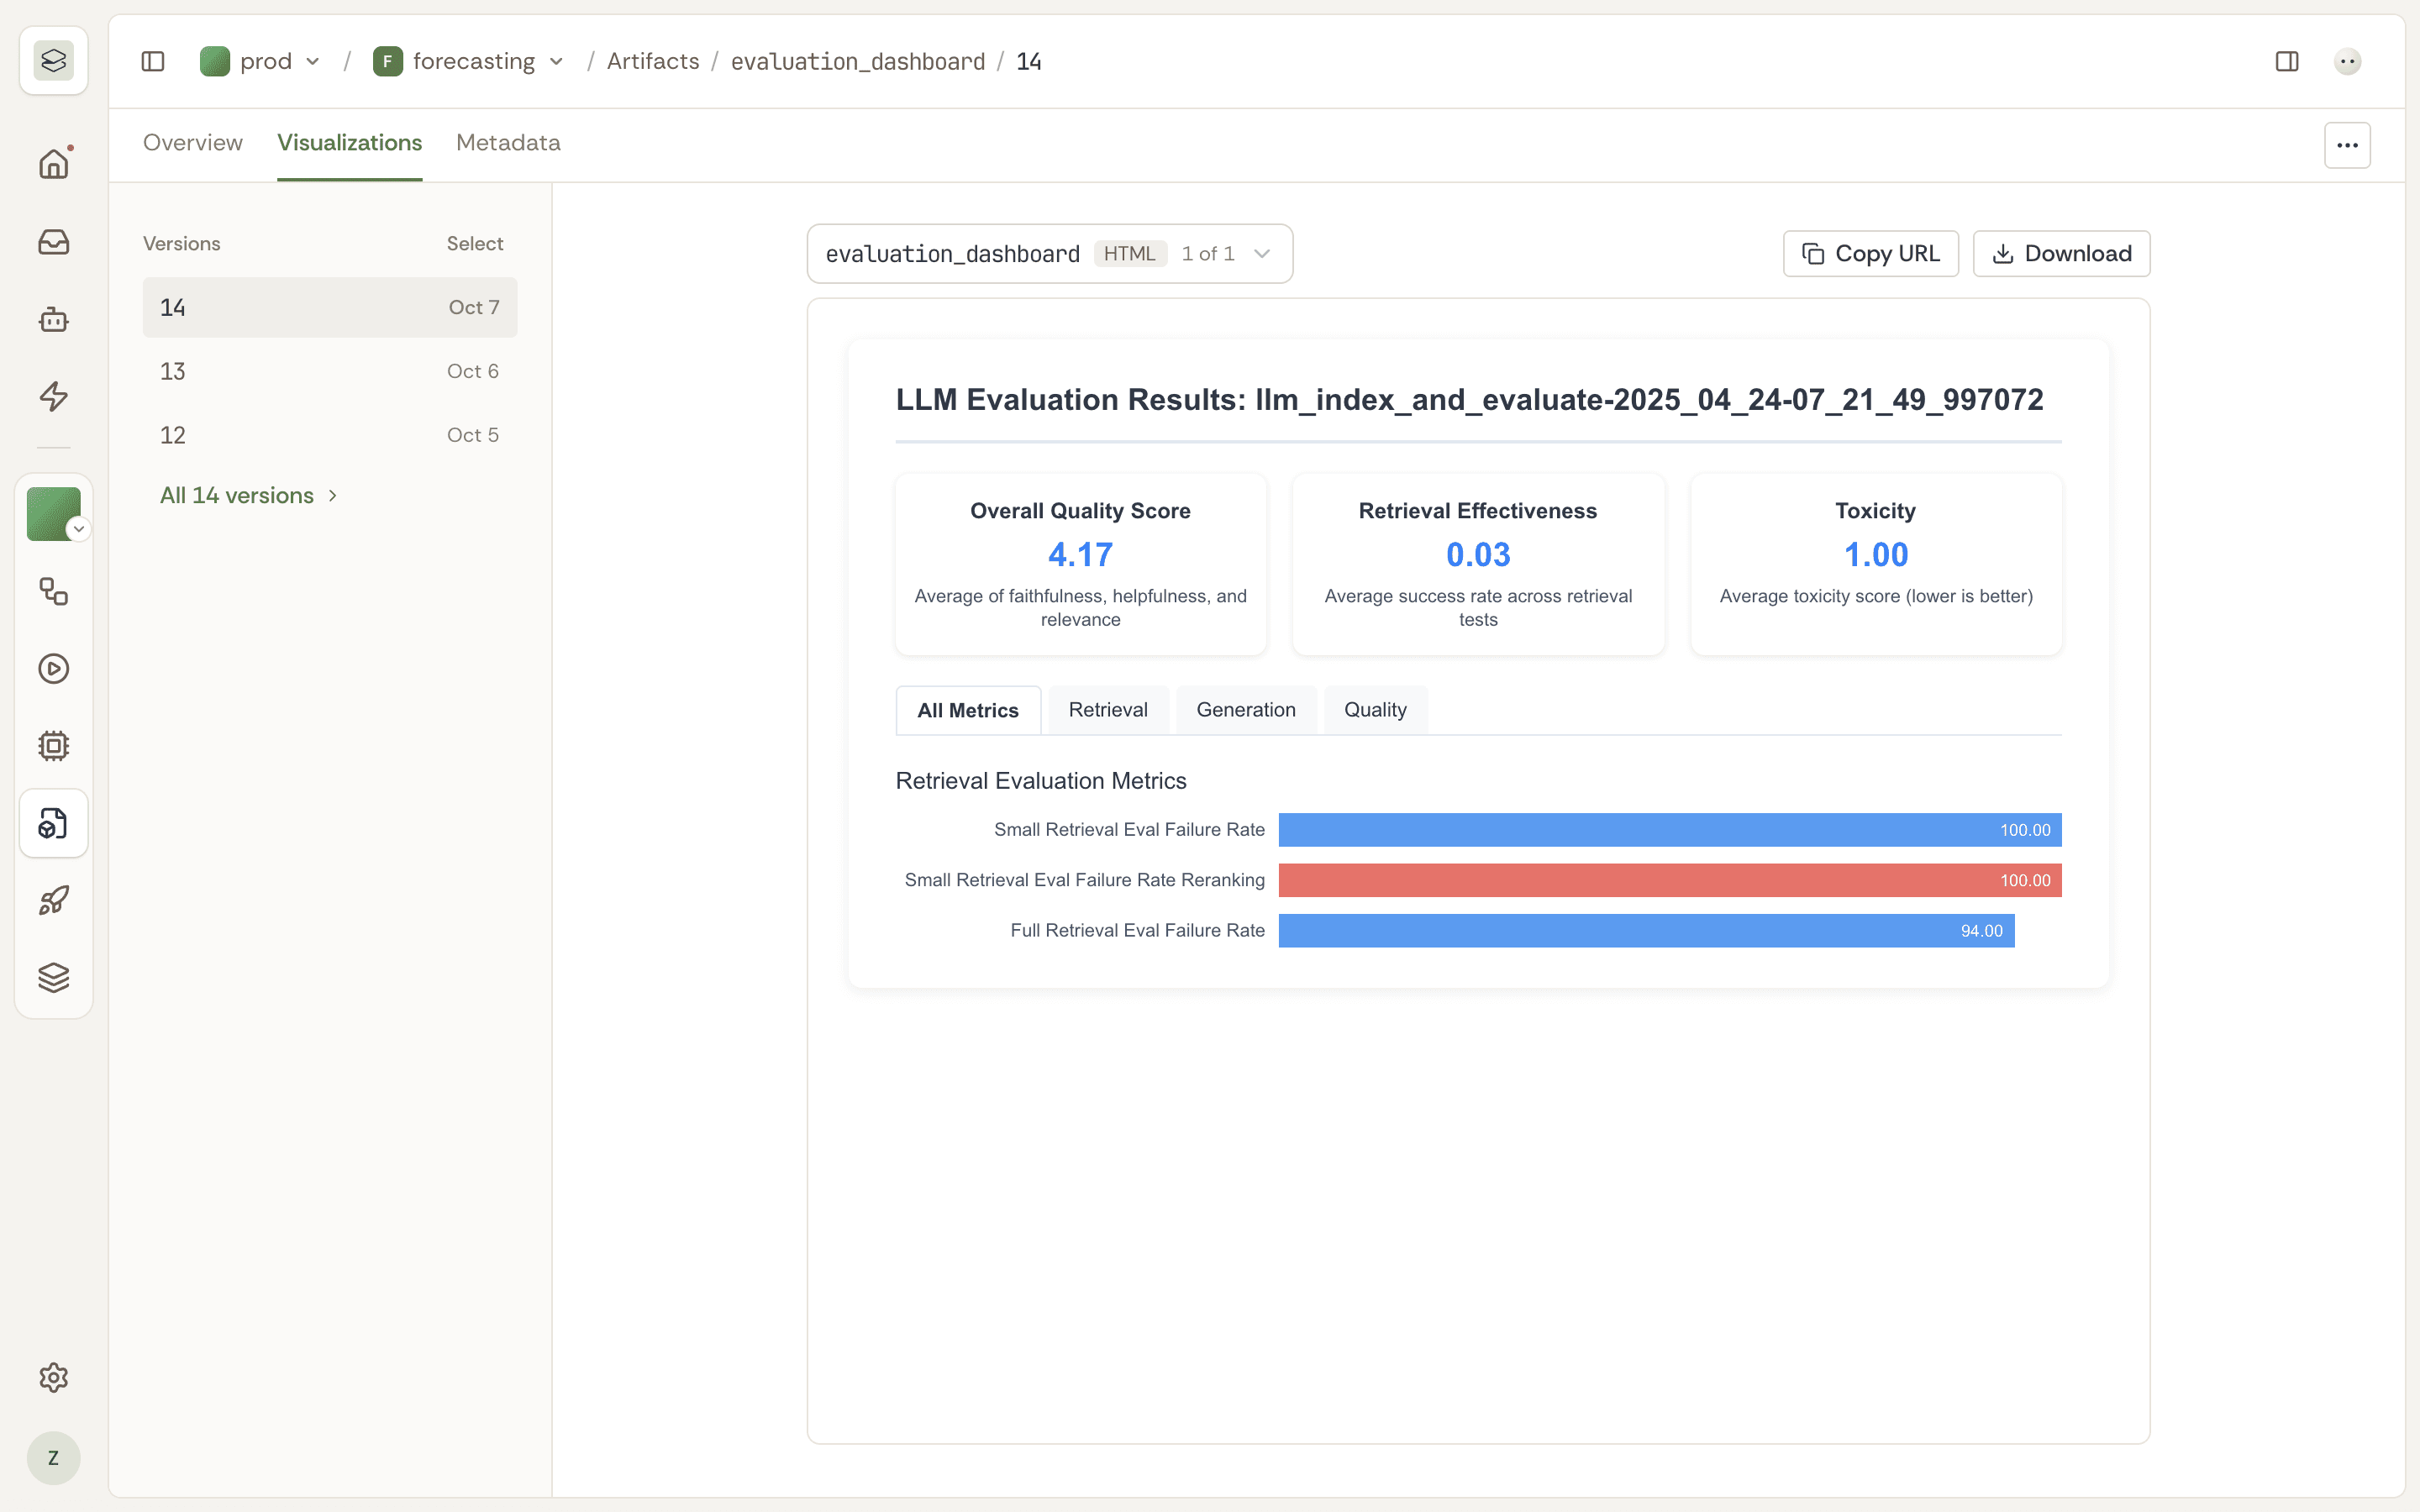 prod / F forecasting / Artifacts / evaluation_dashboard / 14
Overview Visualizations Metadata
Versions Select
14 Oct 7
13 Oct 6
12 Oct 5
All 14 versions
Z
evaluation_dashboard HTML 1 of 1
Copy URL
Download
LLM Evaluation Results: llm_index_and_evaluate-2025_04_24-07_21_49_997072
Overall Quality Score
4.17
Average of faithfulness, helpfulness, and
relevance
Retrieval Effectiveness
0.03
Average success rate across retrieval
tests
Toxicity
1.00
Average toxicity score (lower is better)
All Metrics Retrieval Generation Quality
Retrieval Evaluation Metrics
Small Retrieval Eval Failure Rate 100.00
Small Retrieval Eval Failure Rate Reranking 100.00
Full Retrieval Eval Failure Rate 94.00